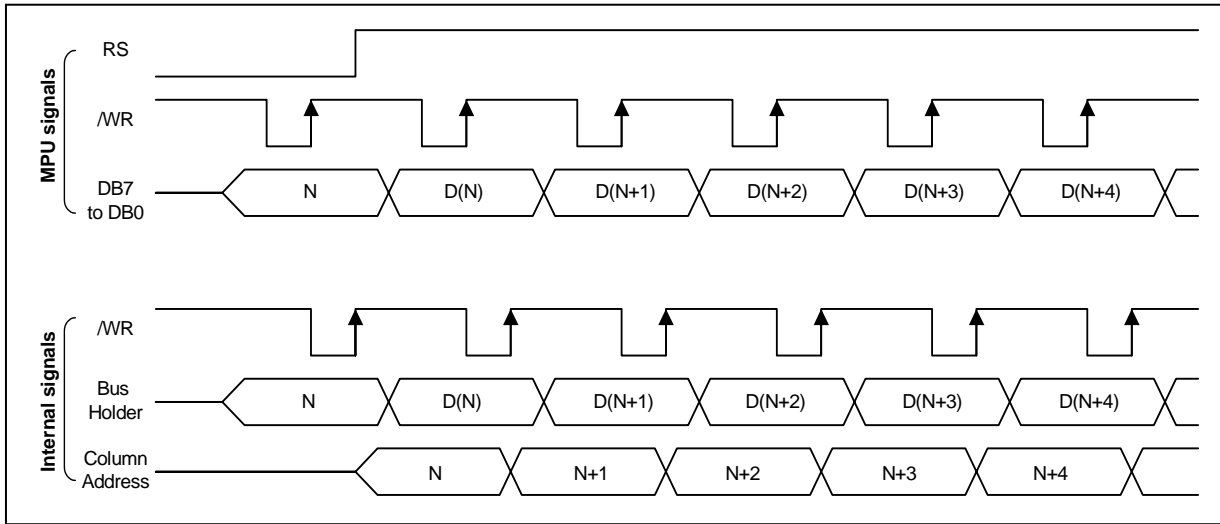 MPU signals
RS
/WR
DB7
to DB0
N
D(N)
D(N+1)
D(N+2)
D(N+3)
D(N+4)
Internal signals
/WR
Bus
Holder
N
D(N)
D(N+1)
D(N+2)
D(N+3)
D(N+4)
Column
Address
N
N+1
N+2
N+3
N+4